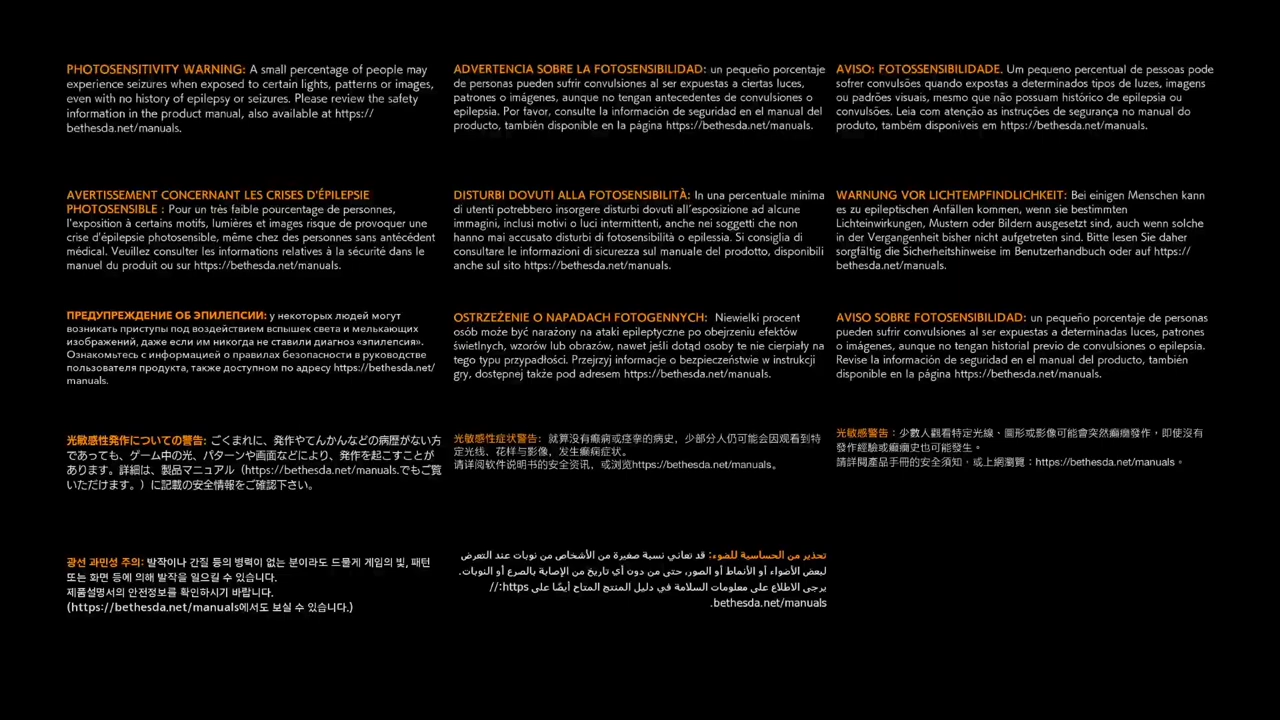 PHOTOSENSITIVITY WARNING: A small percentage of people may
experience seizures when exposed to certain lights, patterns or images,
even with no history of epilepsy or seizures. Please review the safety
information in the product manual, also available at https://
bethesda.net/manuals.
ADVERTENCIA SOBRE LA FOTOSENSIBILIDAD: un pequeño porcentaje
de personas pueden sufrir convulsiones al ser expuestas a ciertas luces,
patrones o imágenes, aunque no tengan antecedentes de convulsiones o
epilepsia. Por favor, consulte la información de seguridad en el manual del
producto, también disponible en la página https://bethesda.net/manuals.
AVISO: FOTOSSENSIBILIDADE. Um pequeno percentual de pessoas pode
sofrer convulsões quando expostas a determinados tipos de luzes, imagens
ou padrões visuais, mesmo que não possuam histórico de epilepsia ou
convulsões. Leia com atenção as instruções de segurança no manual do
produto, também disponíveis em https://bethesda.net/manuals.
AVERTISSEMENT CONCERNANT LES CRISES D'ÉPILEPSIE
PHOTOSENSIBLE : Pour un très faible pourcentage de personnes,
l'exposition à certains motifs, lumières et images risque de provoquer une
crise d'épilepsie photosensible, même chez des personnes sans antécédent
médical. Veuillez consulter les informations relatives à la sécurité dans le
manuel du produit ou sur https://bethesda.net/manuals.
DISTURBI DOVUTI ALLA FOTOSENSIBILITÀ: In una percentuale minima
di utenti potrebbero insorgere disturbi dovuti all'esposizione ad alcune
immagini, inclusi motivi o luci intermittenti, anche nei soggetti che non
hanno mai accusato disturbi di fotosensibilità o epilessia. Si consiglia di
consultare le informazioni di sicurezza sul manuale del prodotto, disponibili
anche sul sito https://bethesda.net/manuals.
WARNUNG VOR LICHTEMPFINDLICHKEIT: Bei einigen Menschen kann
es zu epileptischen Anfällen kommen, wenn sie bestimmten
Lichteinwirkungen, Mustern oder Bildern ausgesetzt sind, auch wenn solche
in der Vergangenheit bisher nicht aufgetreten sind. Bitte lesen Sie daher
sorgfältig die Sicherheitshinweise im Benutzerhandbuch oder auf https://
bethesda.net/manuals.
ПРЕДУПРЕЖДЕНИЕ ОБ ЭПИЛЕПСИИ: у некоторых людей могут
возникать приступы под воздействием вспышек света и мелькающих
изображений, даже если им никогда не ставили диагноз «эпилепсия».
Ознакомьтесь с информацией о правилах безопасности в руководстве
пользователя продукта, также доступном по адресу https://bethesda.net/
manuals.
OSTRZEŻENIE O NAPADACH FOTOGENNYCH: Niewielki procent
osób może być narażony na ataki epileptyczne po obejrzeniu efektów
świetlnych, wzorów lub obrazów, nawet jeśli dotąd osoby te nie cierpiały na
tego typu przypadłości. Przejrzyj informacje o bezpieczeństwie w instrukcji
gry, dostępnej także pod adresem https://bethesda.net/manuals.
AVISO SOBRE FOTOSENSIBILIDAD: un pequeño porcentaje de personas
pueden sufrir convulsiones al ser expuestas a determinadas luces, patrones
o imágenes, aunque no tengan historial previo de convulsiones o epilepsia.
Revise la información de seguridad en el manual del producto, también
disponible en la página https://bethesda.net/manuals.
光敏感性発作についての警告: ごくまれに、発作やてんかんなどの病歴がない方
であっても、ゲーム中の光、パターンや画面などにより、発作を起こすことが
あります。詳細は、製品マニュアル（https://bethesda.net/manuals.でもご覧
いただけます。）に記載の安全情報をご確認下さい。
光敏感性症状警告：就算没有癫痫或痉挛的病史，少部分人仍可能会因观看到特
定光线、花样与影像，发生癫痫症状。
请详阅软件说明书的安全资讯，或浏览https://bethesda.net/manuals。
光敏感警告：少數人觀看特定光線、圖形或影像可能會突然癲癇發作，即使沒有
發作經驗或癲癇史也可能發生。
請詳閱產品手冊的安全須知，或上網瀏覽：https://bethesda.net/manuals。
광선 과민성 주의: 발작이나 간질 등의 병력이 없는 분이라도 드물게 게임의 빛, 패턴
또는 화면 등에 의해 발작을 일으킬 수 있습니다.
제품설명서의 안전정보를 확인하시기 바랍니다.
(https://bethesda.net/manuals에서도 보실 수 있습니다.)
تحذير من الحساسية للضوء: قد تعاني نسبة صغيرة من الأشخاص من نوبات عند التعرض
لبعض الأضواء أو الأنماط أو الصور، حتى من دون أي تاريخ من الإصابة بالصرع أو النوبات.
يرجى الاطلاع على معلومات السلامة في دليل المنتج المتاح أيضًا على https://
bethesda.net/manuals.